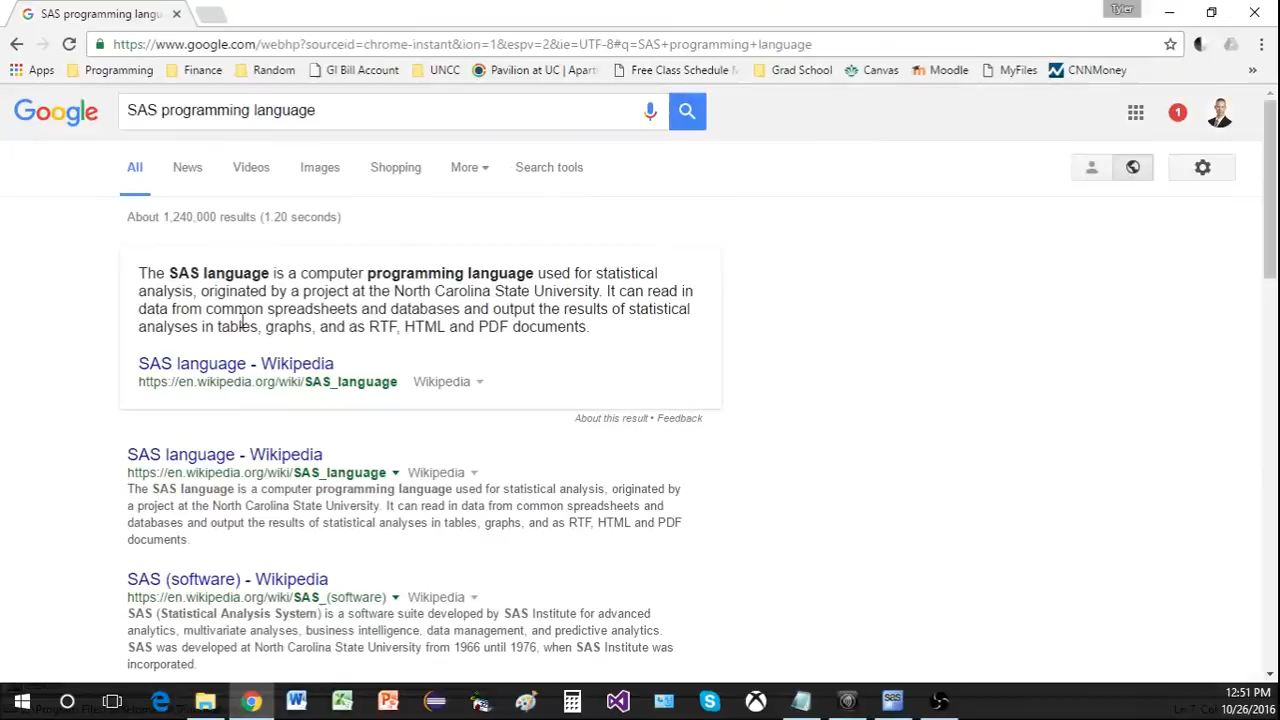 SAS programming langu
Tyler
https://www.google.com/webhp?sourceid=chrome-instant&ion=1&espv=2&ie=UTF-8#q=SAS+programming+language
Apps Programming Finance Random GI Bill Account UNCC Pavilion at UC | Apart Free Class Schedule M Grad School Canvas Moodle MyFiles CNNMoney »
Google SAS programming language 1
All News Videos Images Shopping More Search tools
About 1,240,000 results (1.20 seconds)
The SAS language is a computer programming language used for statistical
analysis, originated by a project at the North Carolina State University. It can read in
data from common spreadsheets and databases and output the results of statistical
analyses in tables, graphs, and as RTF, HTML and PDF documents.
SAS language - Wikipedia
https://en.wikipedia.org/wiki/SAS_language Wikipedia
About this result • Feedback
SAS language - Wikipedia
https://en.wikipedia.org/wiki/SAS_language Wikipedia
The SAS language is a computer programming language used for statistical analysis, originated by
a project at the North Carolina State University. It can read in data from common spreadsheets and
databases and output the results of statistical analyses in tables, graphs, and as RTF, HTML and PDF
documents.
SAS (software) - Wikipedia
https://en.wikipedia.org/wiki/SAS_(software) Wikipedia
SAS (Statistical Analysis System) is a software suite developed by SAS Institute for advanced
analytics, multivariate analyses, business intelligence, data management, and predictive analytics.
SAS was developed at North Carolina State University from 1966 until 1976, when SAS Institute was
incorporated.
12:51 PM
10/26/2016